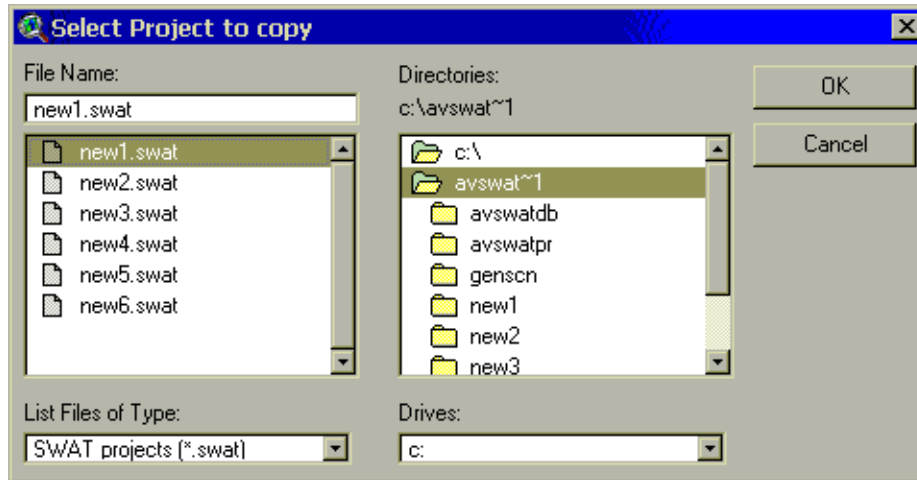 Select Project to copy
File Name:
new1.swat
new1.swat
new2.swat
new3.swat
new4.swat
new5.swat
new6.swat
List Files of Type:
SWAT projects (*.swat)
Directories:
c:\avswat~1
c:\
avswat~1
avswatdb
avswatpr
genscn
new1
new2
new3
Drives:
c:
OK
Cancel